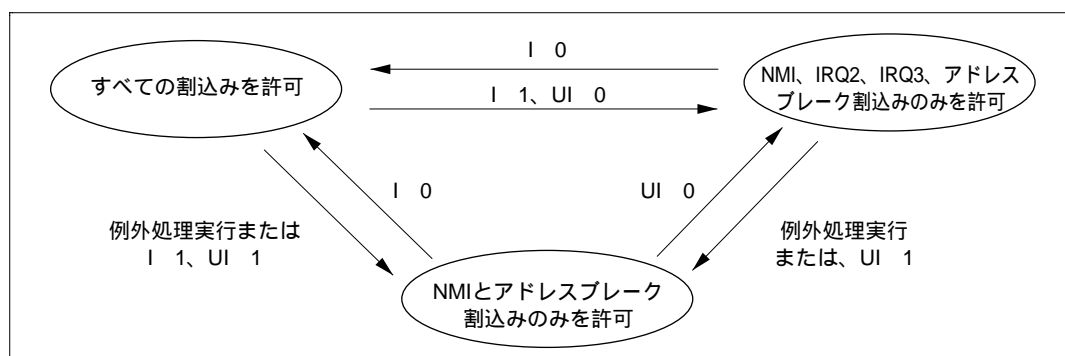 I 0
すべての割込みを許可
NMI、IRQ2、IRQ3、アドレス
ブレーク割込みのみを許可
I 1、UI 0
I 0
UI 0
例外処理実行または
I 1、UI 1
例外処理実行
または、UI 1
NMIとアドレスブレーク
割込みのみを許可